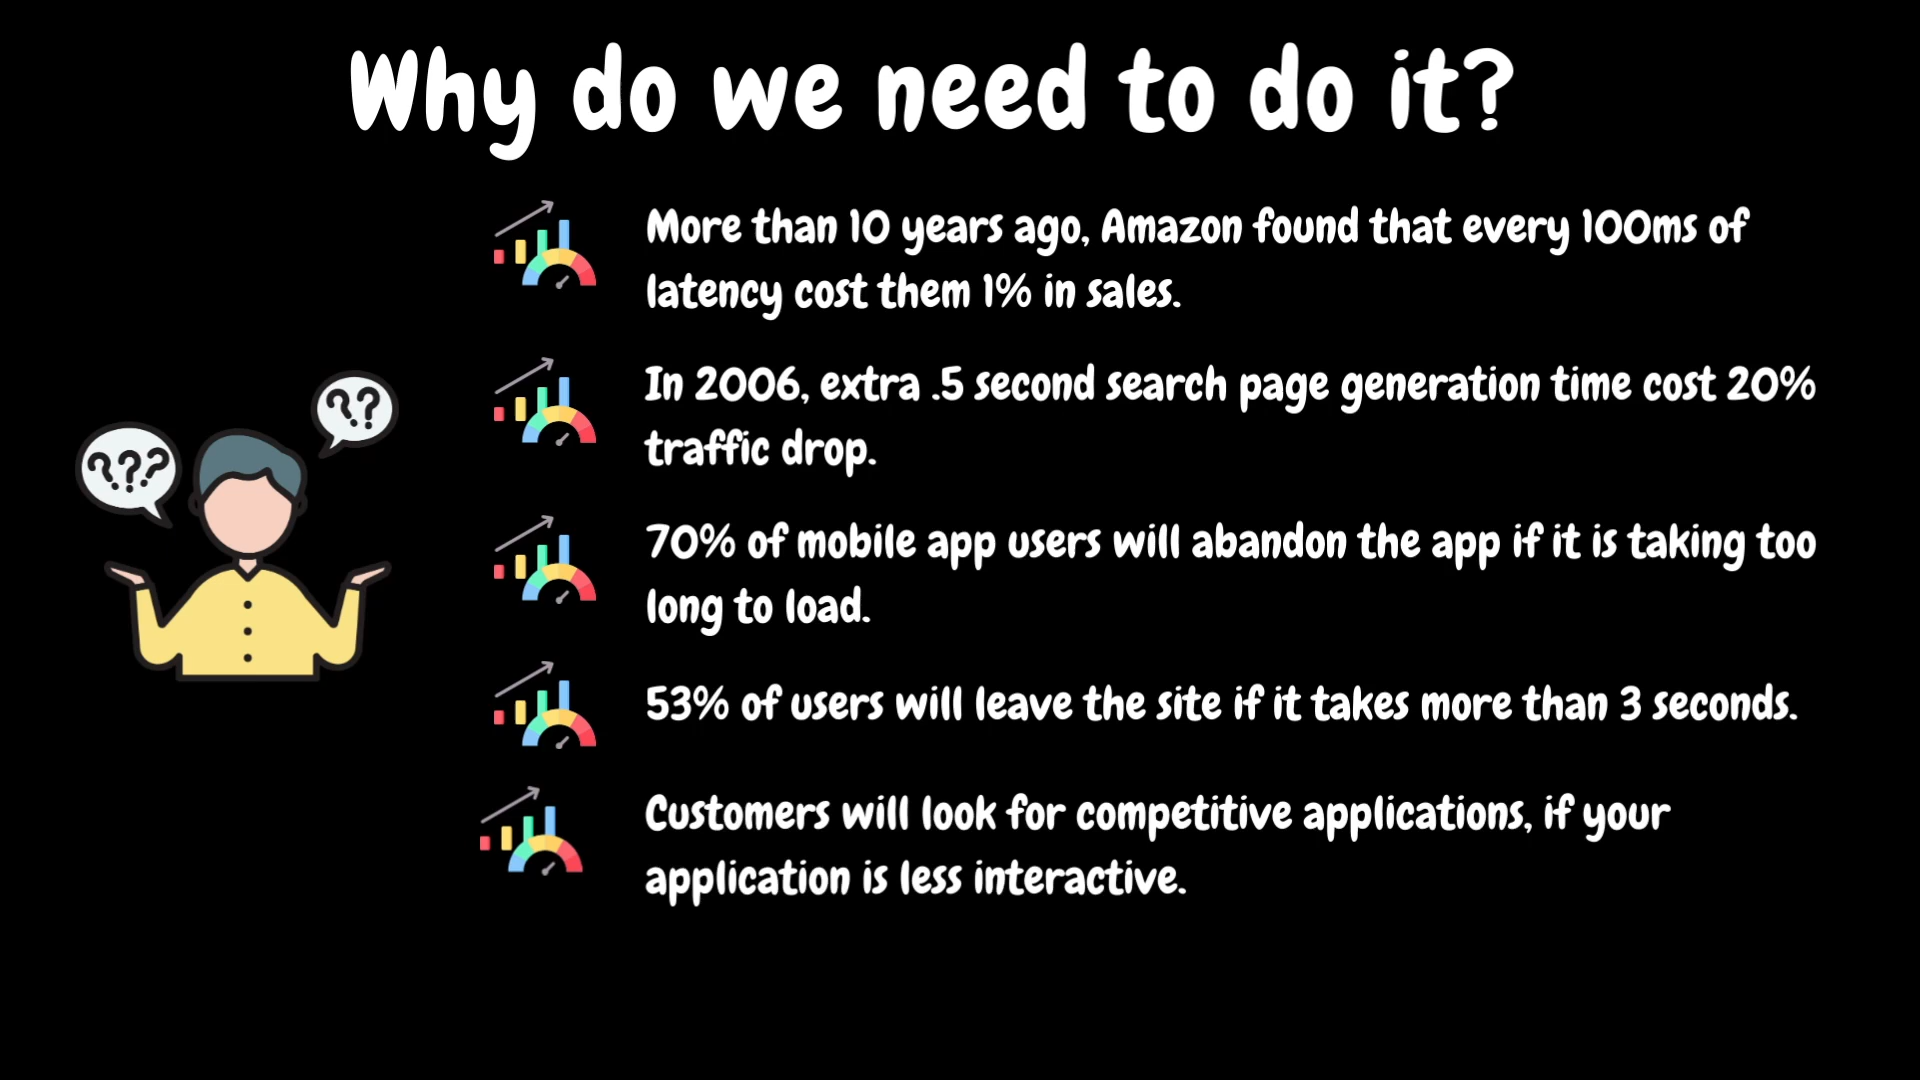 Why do we need to do it?
More than 10 years ago, Amazon found that every 100ms of
latency cost them 1% in sales.
In 2006, extra .5 second search page generation time cost 20%
traffic drop.
70% of mobile app users will abandon the app if it is taking too
long to load.
53% of users will leave the site if it takes more than 3 seconds.
Customers will look for competitive applications, if your
application is less interactive.
??
???